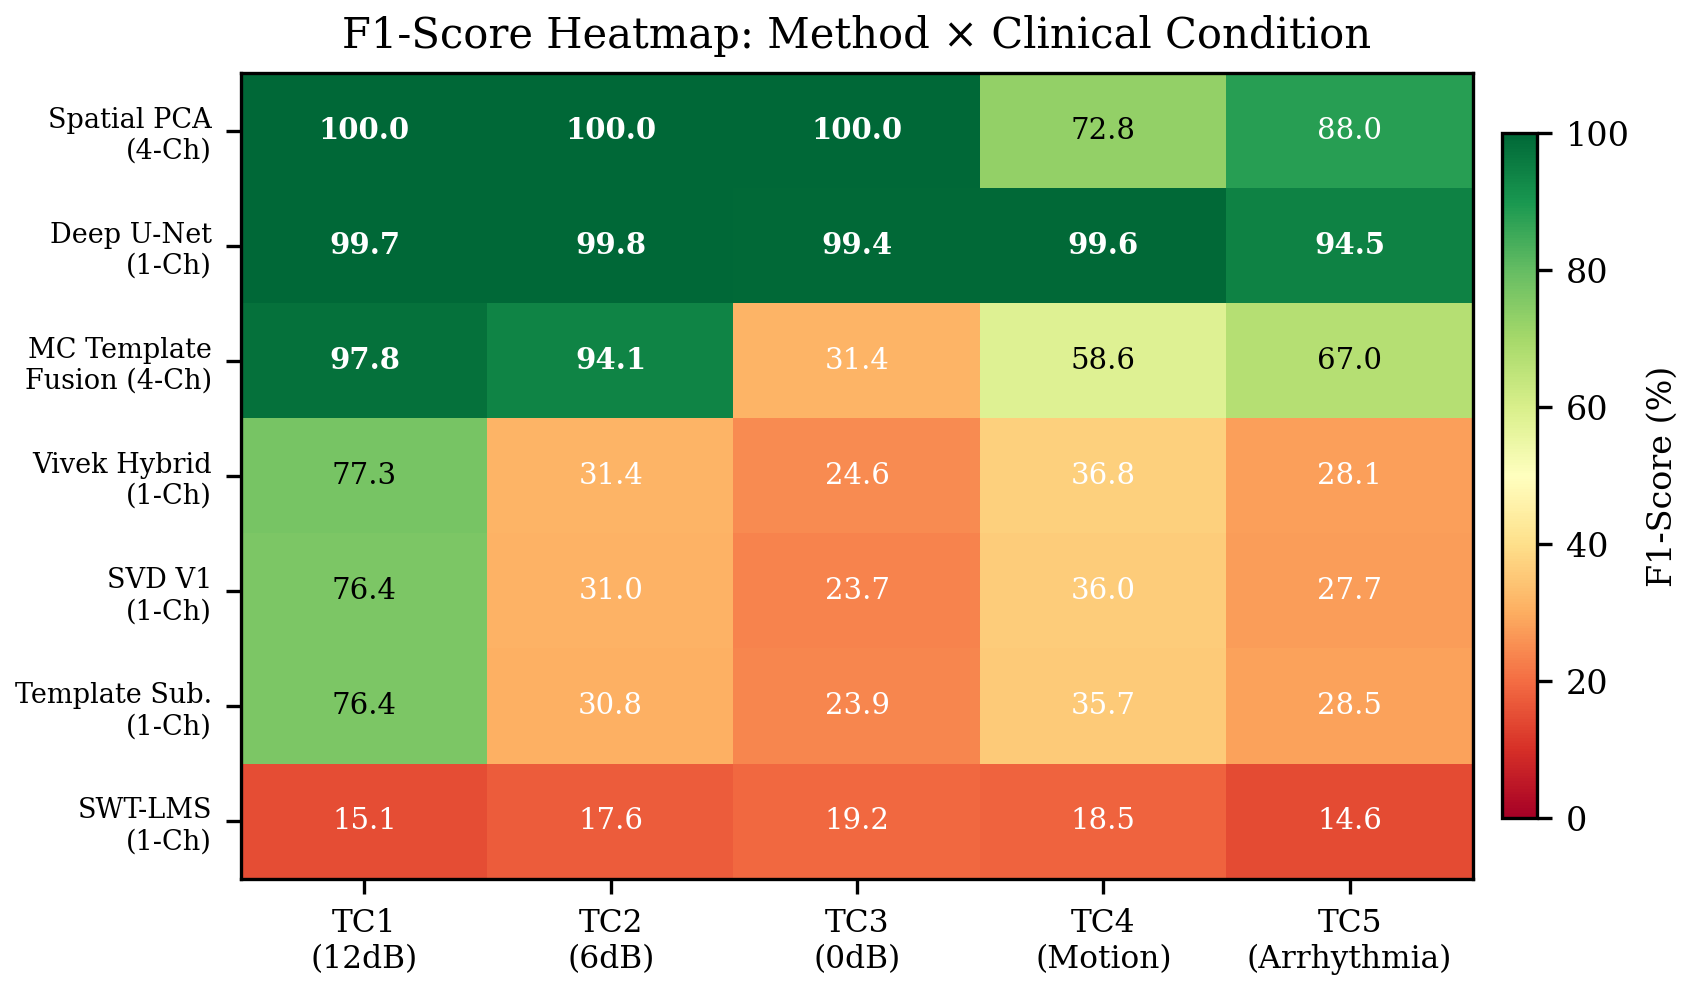 F1-Score Heatmap: Method × Clinical Condition
Spatial PCA
(4-Ch)
100.0 100.0 100.0 72.8 88.0
Deep U-Net
(1-Ch)
99.7 99.8 99.4 99.6 94.5
MC Template
Fusion (4-Ch)
97.8 94.1 31.4 58.6 67.0
Vivek Hybrid
(1-Ch)
77.3 31.4 24.6 36.8 28.1
SVD V1
(1-Ch)
76.4 31.0 23.7 36.0 27.7
Template Sub.
(1-Ch)
76.4 30.8 23.9 35.7 28.5
SWT-LMS
(1-Ch)
15.1 17.6 19.2 18.5 14.6
TC1 TC2 TC3 TC4 TC5
(12dB) (6dB) (0dB) (Motion) (Arrhythmia)
100
80
60
40
20
0
F1-Score (%)